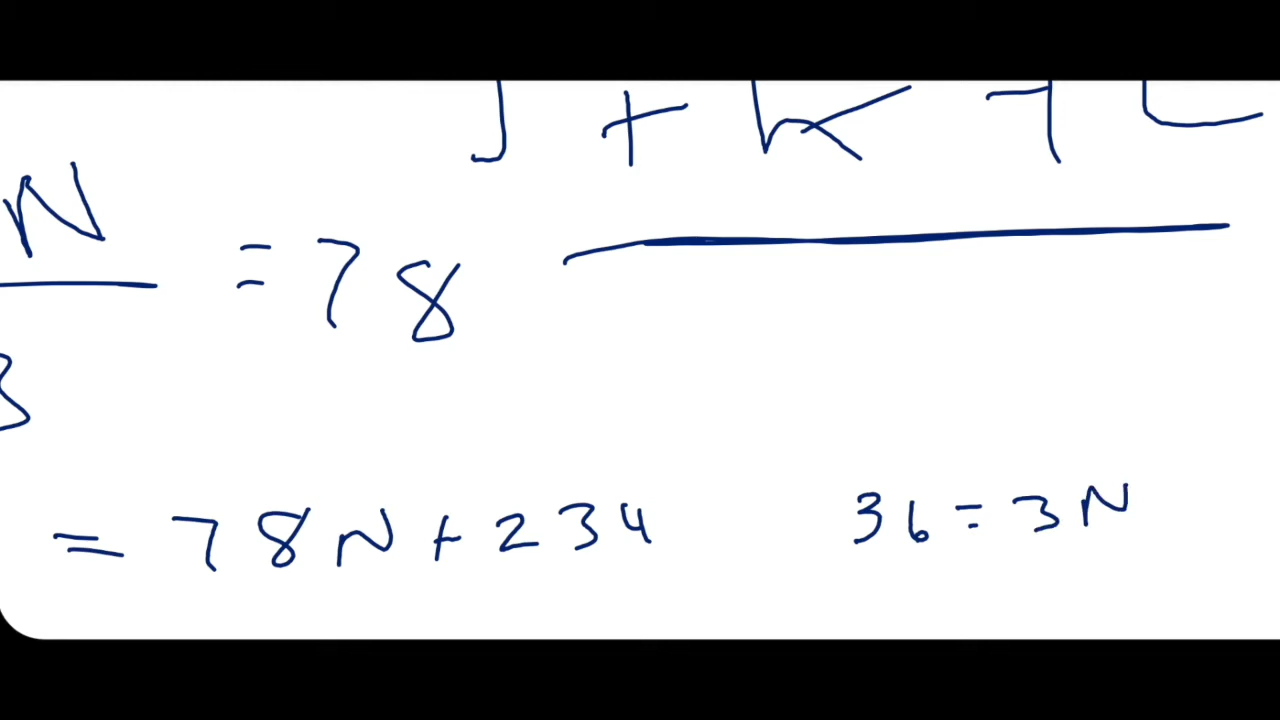 J + K + L
N = 78
3
= 78N + 234 36 = 3N